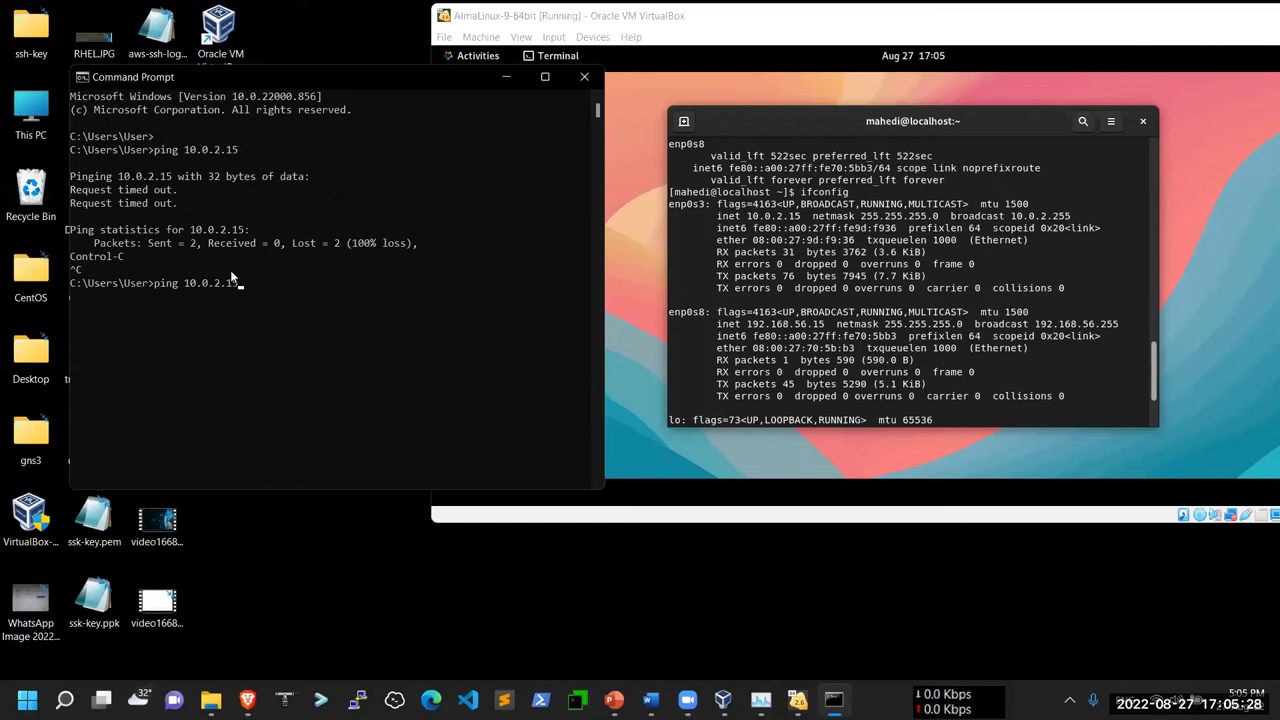 ssh-key
RHEL.JPG
aws-ssh-log...
Oracle VM
This PC
Recycle Bin
CentOS
Desktop
gns3
VirtualBox-...
ssk-key.pem
video1668...
WhatsApp
Image 2022...
ssk-key.ppk
video1668...
Command Prompt
Microsoft Windows [Version 10.0.22000.856]
(c) Microsoft Corporation. All rights reserved.
C:\Users\User>
C:\Users\User>ping 10.0.2.15
Pinging 10.0.2.15 with 32 bytes of data:
Request timed out.
Request timed out.
Ping statistics for 10.0.2.15:
Packets: Sent = 2, Received = 0, Lost = 2 (100% loss),
Control-C
^C
C:\Users\User>ping 10.0.2.15
AlmaLinux-9-64bit [Running] - Oracle VM VirtualBox
File Machine View Input Devices Help
Activities Terminal Aug 27 17:05
mahedi@localhost:~
enp0s8
valid_lft 522sec preferred_lft 522sec
inet6 fe80::a00:27ff:fe70:5bb3/64 scope link noprefixroute
valid_lft forever preferred_lft forever
[mahedi@localhost ~]$ ifconfig
enp0s3: flags=4163<UP,BROADCAST,RUNNING,MULTICAST> mtu 1500
inet 10.0.2.15 netmask 255.255.255.0 broadcast 10.0.2.255
inet6 fe80::a00:27ff:fe9d:f936 prefixlen 64 scopeid 0x20<link>
ether 08:00:27:9d:f9:36 txqueuelen 1000 (Ethernet)
RX packets 31 bytes 3762 (3.6 KiB)
RX errors 0 dropped 0 overruns 0 frame 0
TX packets 76 bytes 7945 (7.7 KiB)
TX errors 0 dropped 0 overruns 0 carrier 0 collisions 0
enp0s8: flags=4163<UP,BROADCAST,RUNNING,MULTICAST> mtu 1500
inet 192.168.56.15 netmask 255.255.255.0 broadcast 192.168.56.255
inet6 fe80::a00:27ff:fe70:5bb3 prefixlen 64 scopeid 0x20<link>
ether 08:00:27:70:5b:b3 txqueuelen 1000 (Ethernet)
RX packets 1 bytes 590 (590.0 B)
RX errors 0 dropped 0 overruns 0 frame 0
TX packets 45 bytes 5290 (5.1 KiB)
TX errors 0 dropped 0 overruns 0 carrier 0 collisions 0
lo: flags=73<UP,LOOPBACK,RUNNING> mtu 65536
32°
2.6
↓ 0.0 Kbps
↑ 0.0 Kbps
5:05 PM
2022-08-27 17:05:28